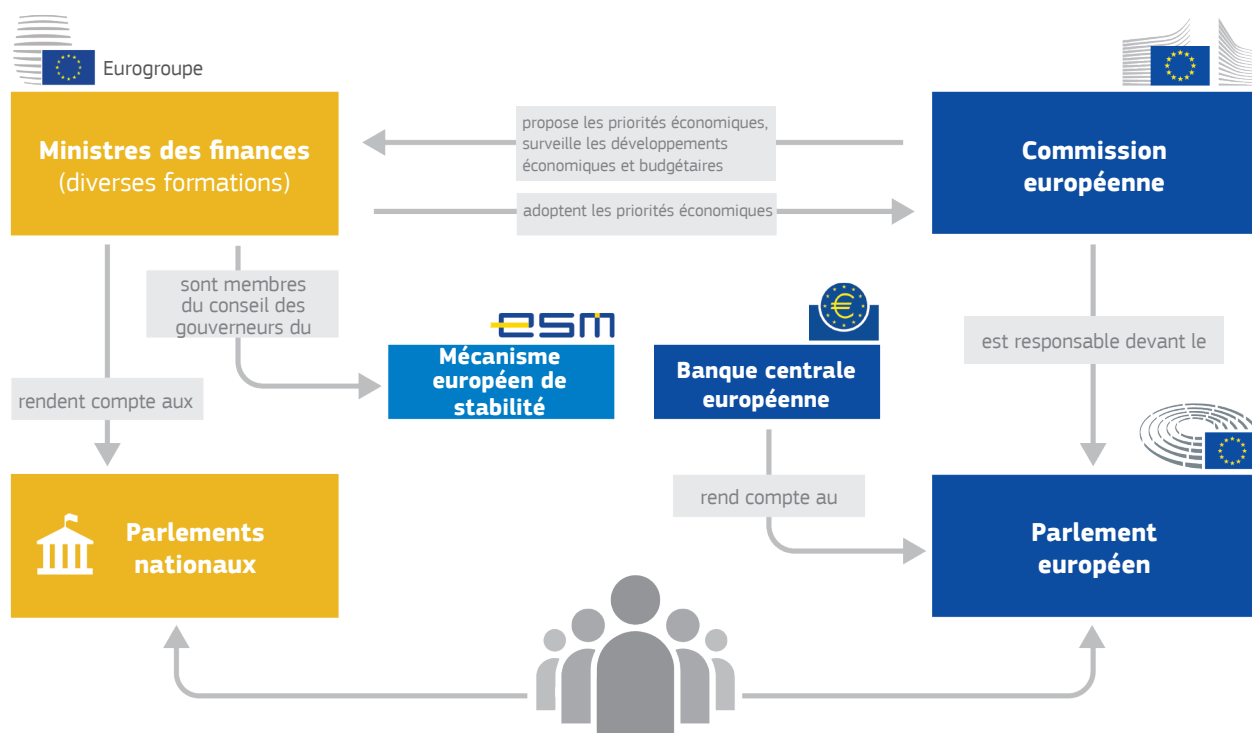 Eurogroupe
Ministres des finances
(diverses formations)
propose les priorités économiques,
surveille les développements
économiques et budgétaires
adoptent les priorités économiques
Commission
européenne
sont membres
du conseil des
gouverneurs du
esm
Mécanisme
européen de
stabilité
€
Banque centrale
européenne
est responsable devant le
rendent compte aux
rend compte au
Parlements
nationaux
Parlement
européen